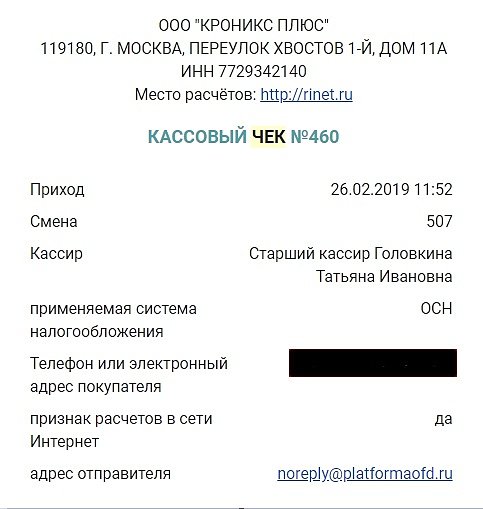 ООО "КРОНИКС ПЛЮС"
119180, Г. МОСКВА, ПЕРЕУЛОК ХВОСТОВ 1-Й, ДОМ 11А
ИНН 7729342140
Место расчётов: http://rinet.ru
КАССОВЫЙ ЧЕК №460
Приход 26.02.2019 11:52
Смена 507
Кассир Старший кассир Головкина
Татьяна Ивановна
применяемая система ОСН
налогообложения
Телефон или электронный
адрес покупателя
признак расчетов в сети да
Интернет
адрес отправителя noreply@platformaofd.ru